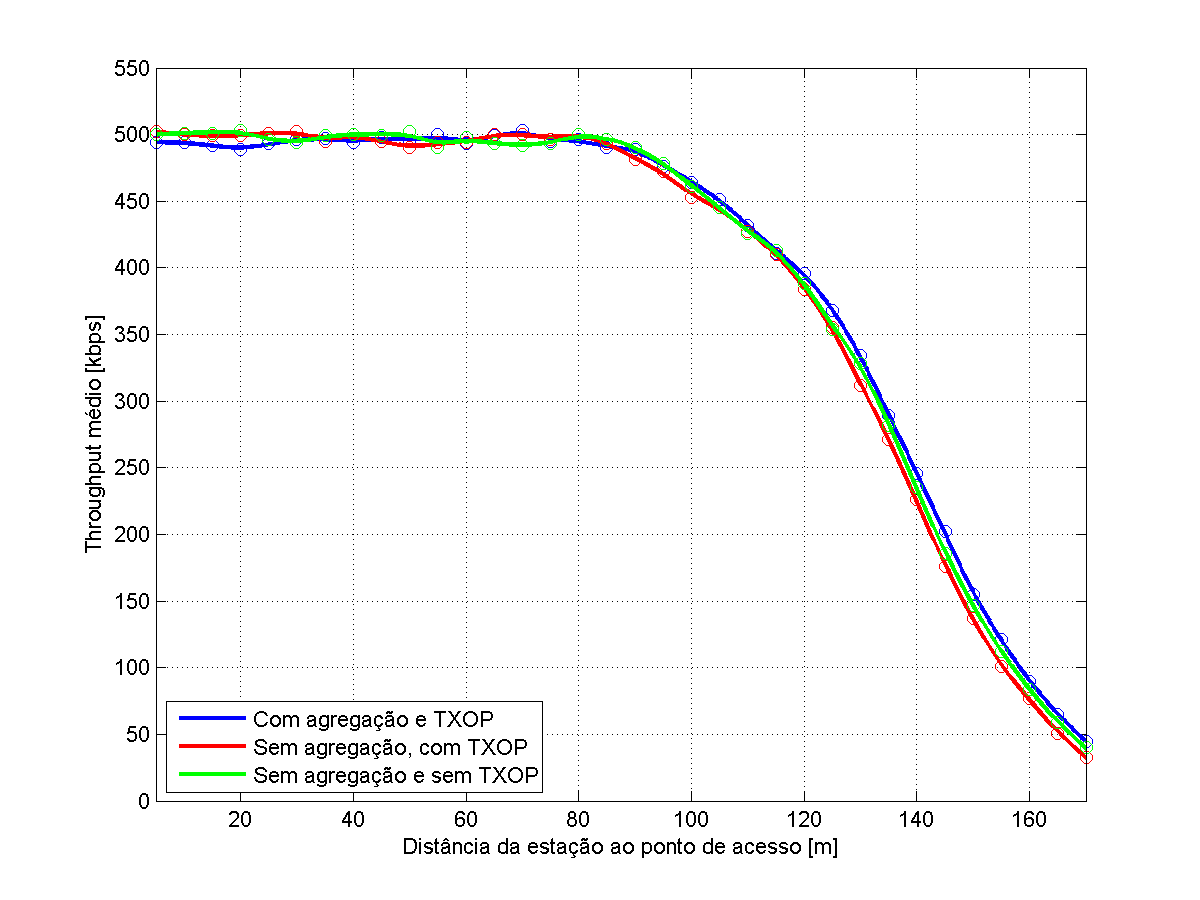 550
500
450
400
350
300
250
200
150
100
50
0
Throughput médio [kbps]
Com agregação e TXOP
Sem agregação, com TXOP
Sem agregação e sem TXOP
20 40 60 80 100 120 140 160
Distância da estação ao ponto de acesso [m]